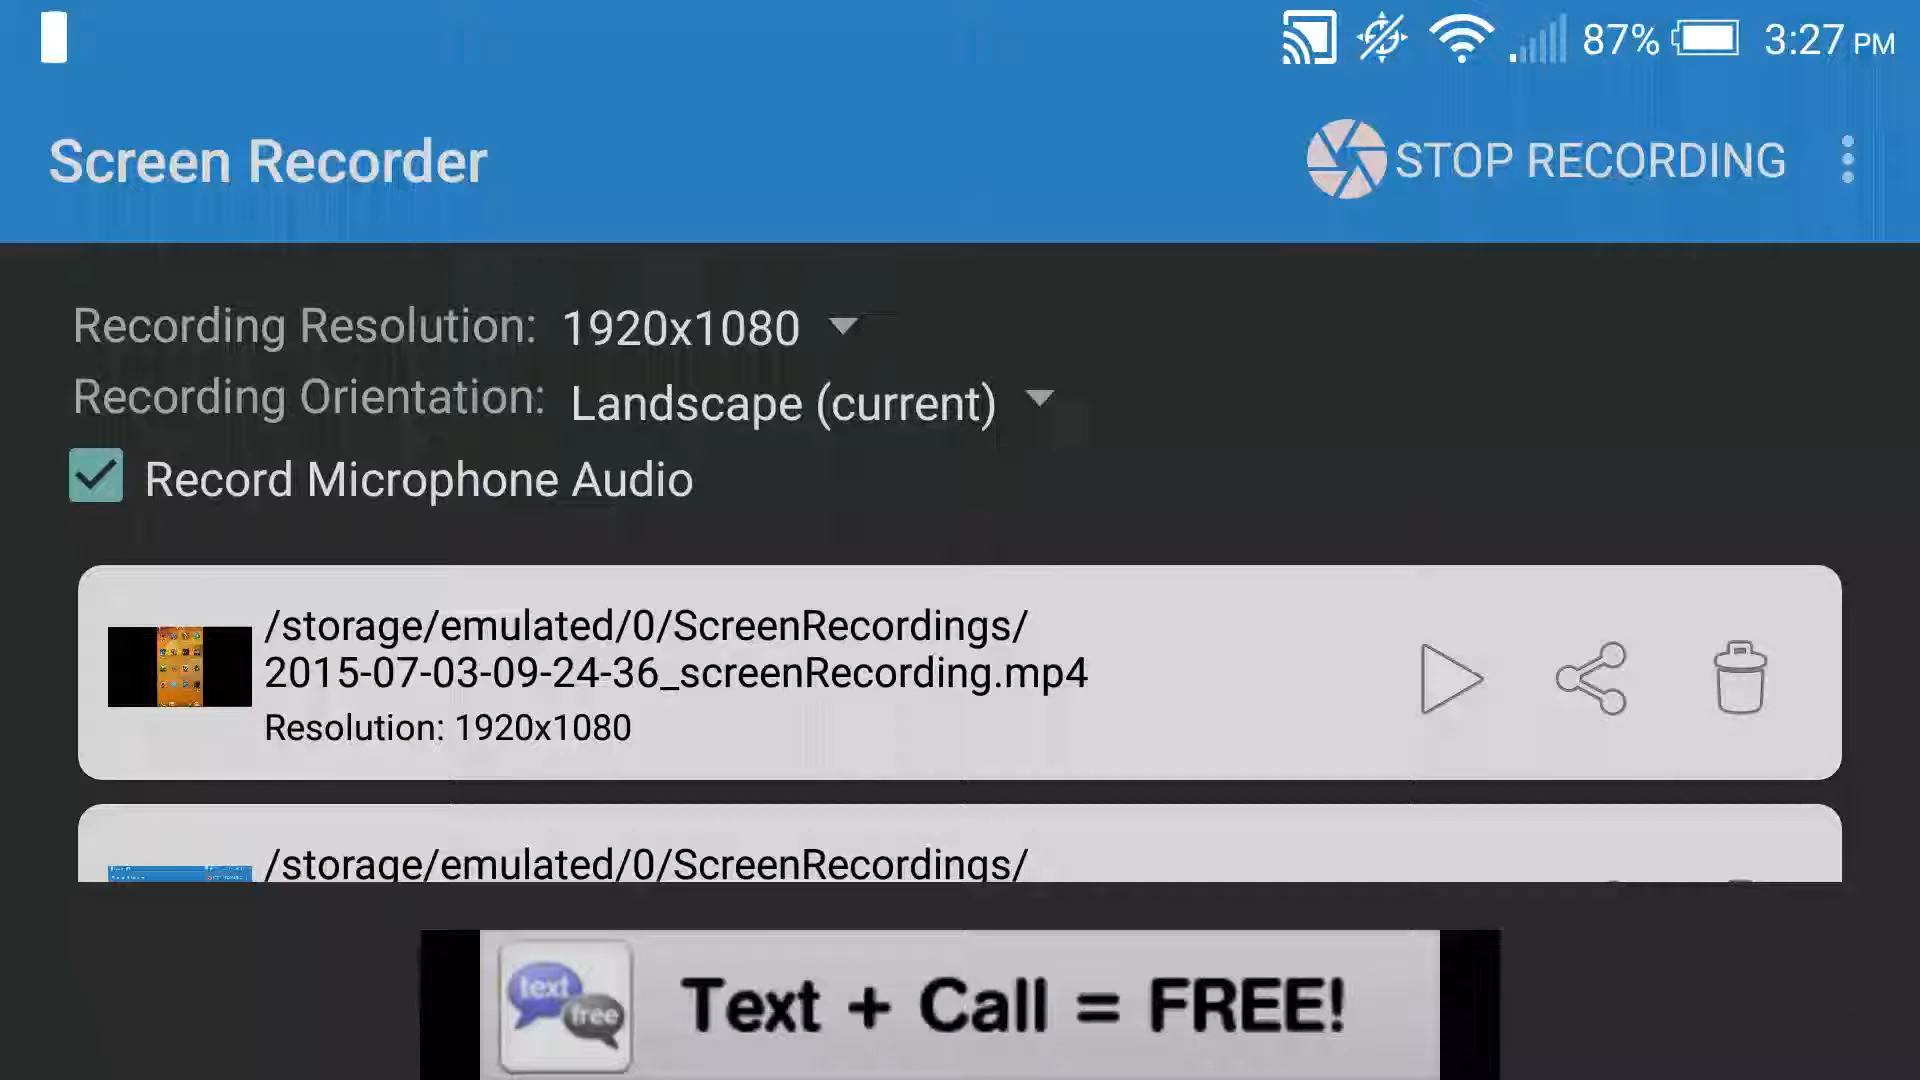 87% 3:27 PM
Screen Recorder
STOP RECORDING
Recording Resolution: 1920x1080
Recording Orientation: Landscape (current)
Record Microphone Audio
/storage/emulated/0/ScreenRecordings/
2015-07-03-09-24-36_screenRecording.mp4
Resolution: 1920x1080
/storage/emulated/0/ScreenRecordings/
text free
Text + Call = FREE!